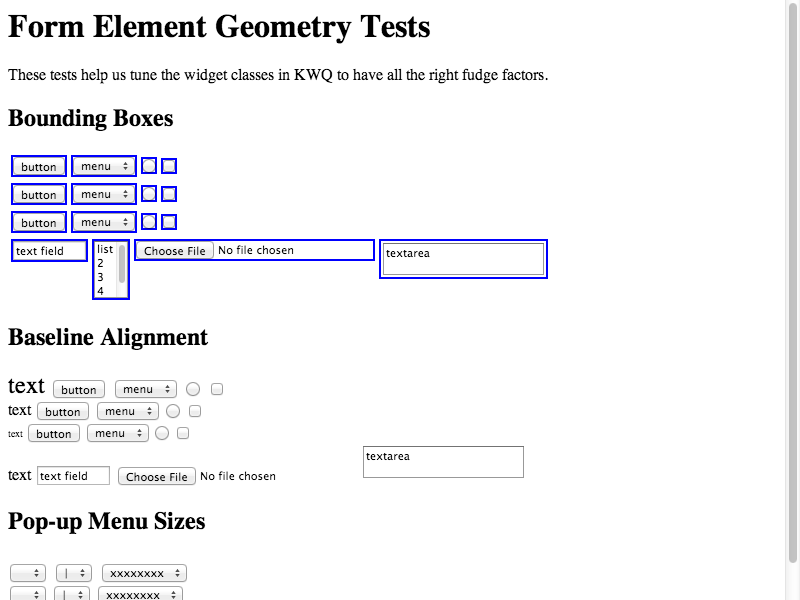 Form Element Geometry Tests
These tests help us tune the widget classes in KWQ to have all the right fudge factors.
Bounding Boxes
button menu
button menu
button menu
text field list Choose File No file chosen textarea
2
3
4
Baseline Alignment
text button menu
text button menu
text button menu
textarea
text text field Choose File No file chosen
Pop-up Menu Sizes
| xxxxxxxx
| xxxxxxxx